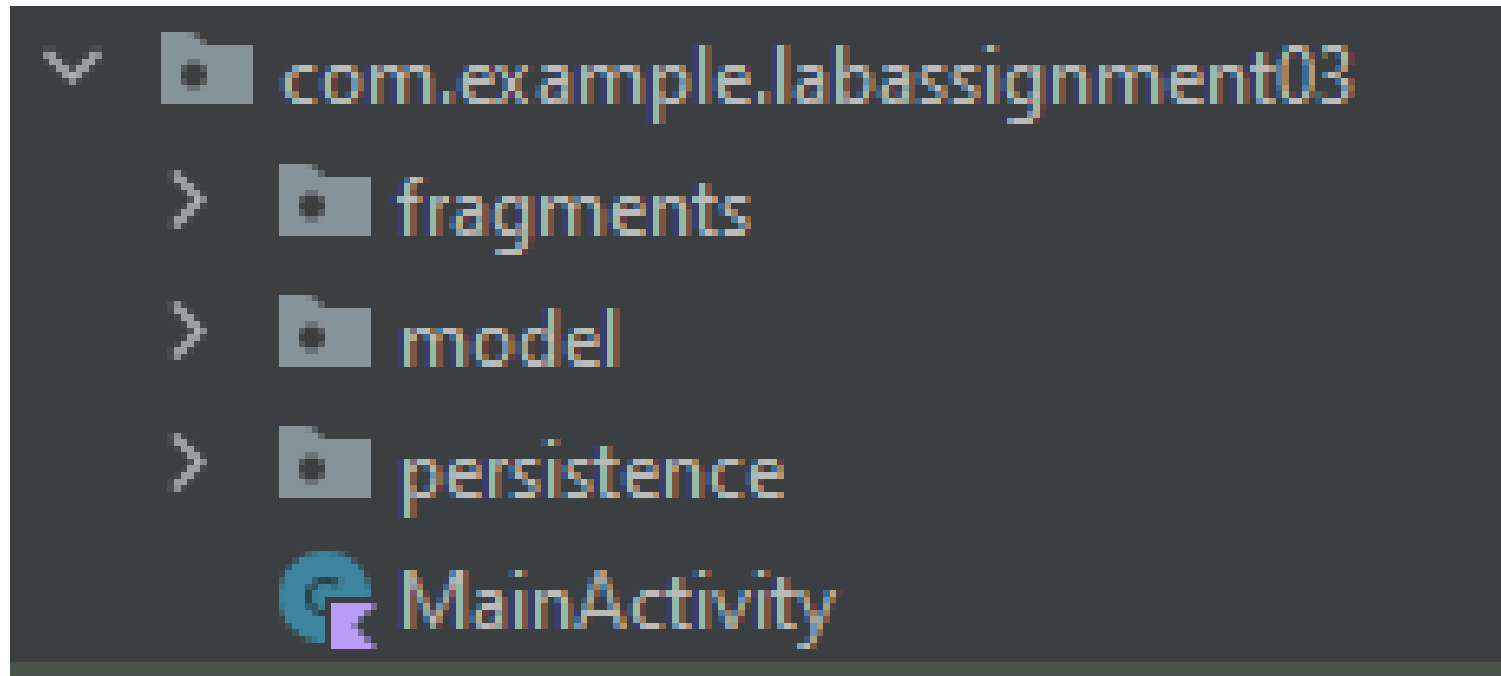 com.example.labassignment03
fragments
model
persistence
MainActivity